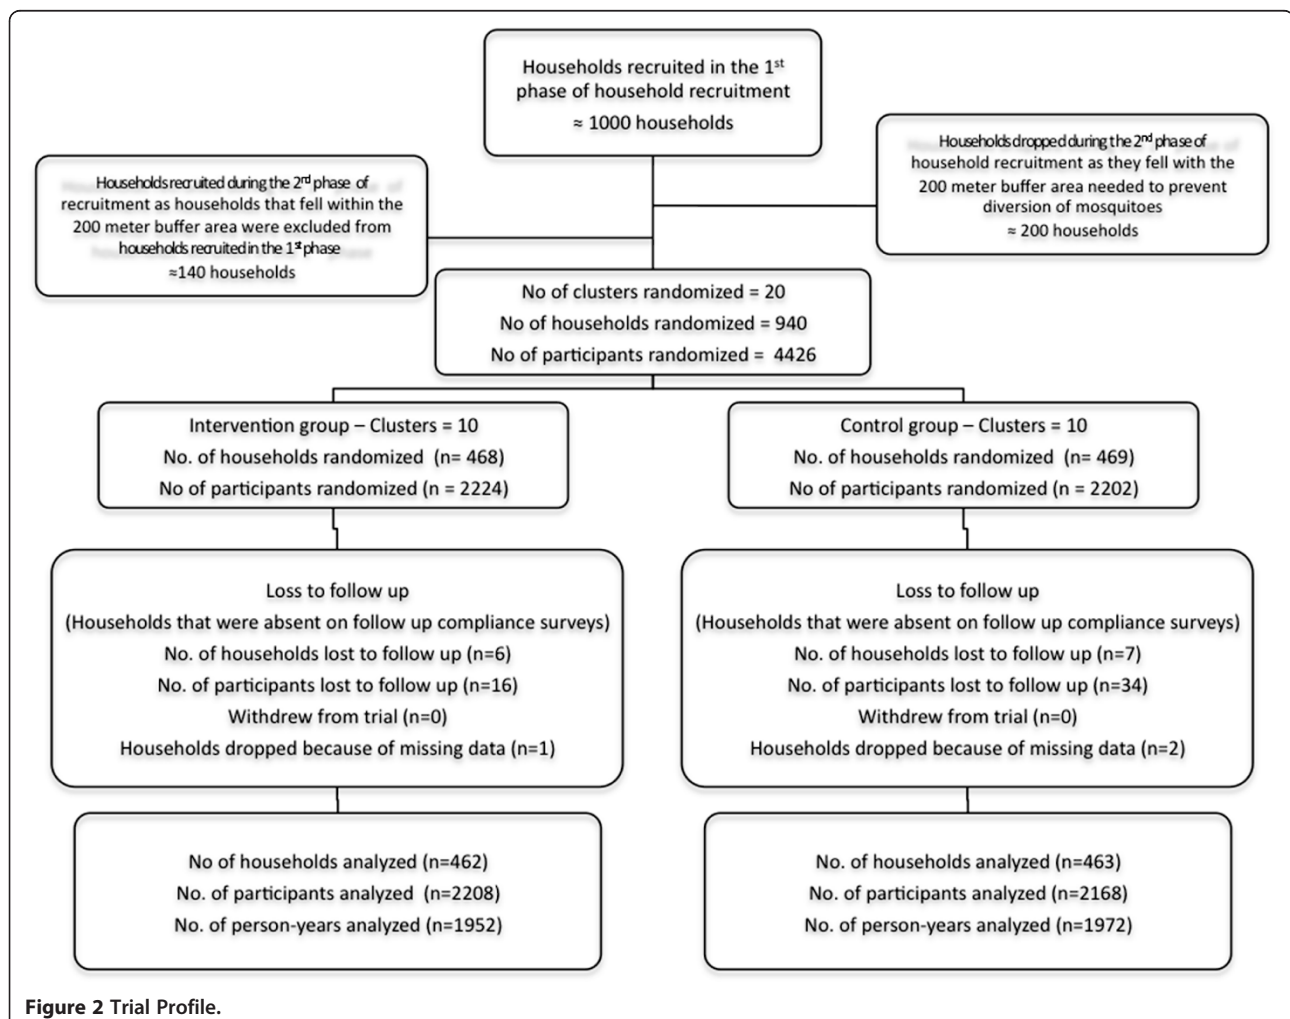 Households recruited in the 1st
phase of household recruitment
≈ 1000 households
Households dropped during the 2nd phase of
household recruitment as they fell with the
200 meter buffer area needed to prevent
diversion of mosquitoes
≈ 200 households
Households recruited during the 2rd phase of
recruitment as households that fell within the
200 meter buffer area were excluded from
households recruited in the 1st phase
≈140 households
No of clusters randomized = 20
No of households randomized = 940
No of participants randomized = 4426
Intervention group – Clusters = 10
No. of households randomized (n= 468)
No of participants randomized (n = 2224)
Control group – Clusters = 10
No. of households randomized (n= 469)
No of participants randomized (n = 2202)
Loss to follow up
(Households that were absent on follow up compliance surveys)
No. of households lost to follow up (n=6)
No. of participants lost to follow up (n=16)
Withdrew from trial (n=0)
Households dropped because of missing data (n=1)
Loss to follow up
(Households that were absent on follow up compliance surveys)
No. of households lost to follow up (n=7)
No. of participants lost to follow up (n=34)
Withdrew from trial (n=0)
Households dropped because of missing data (n=2)
No of households analyzed (n=462)
No. of participants analyzed (n=2208)
No. of person-years analyzed (n=1952)
No. of households analyzed (n=463)
No. of participants analyzed (n=2168)
No. of person-years analyzed (n=1972)
Figure 2 Trial Profile.